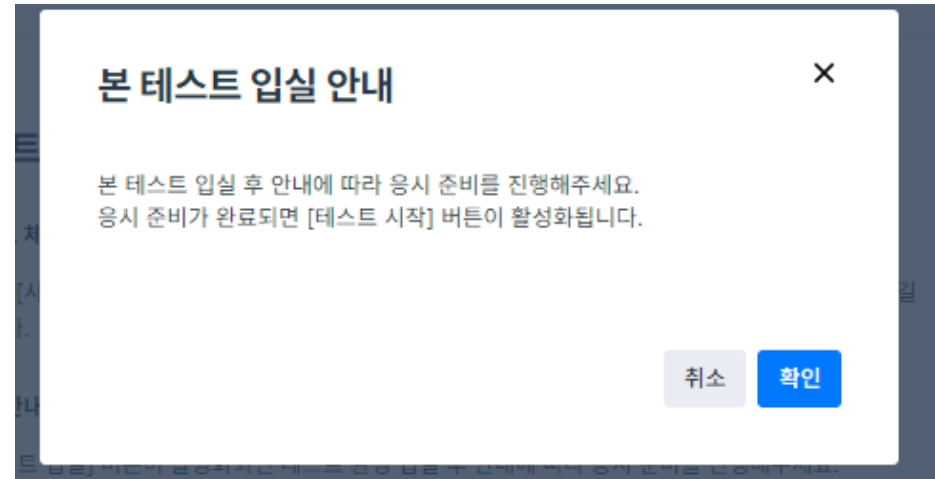 본 테스트 입실 안내
본 테스트 입실 후 안내에 따라 응시 준비를 진행해주세요.
응시 준비가 완료되면 [테스트 시작] 버튼이 활성화됩니다.
취소
확인